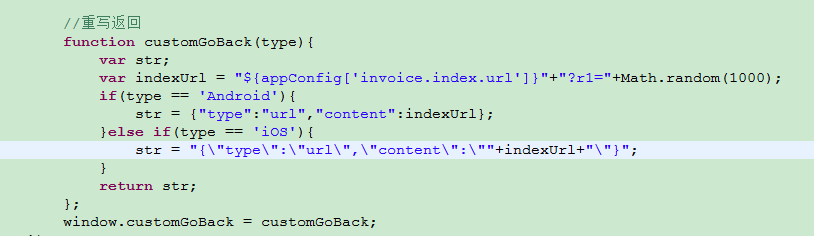 //重写返回
function customGoBack(type){
var str;
var indexUrl = "${appConfig['invoice.index.url']}"+"?r1="+Math.random(1000);
if(type == 'Android'){
str = {"type":"url","content":indexUrl};
}else if(type == 'iOS'){
str = "{\"type\":\"url\",\"content\":\""+indexUrl+"\"}";
}
return str;
};
window.customGoBack = customGoBack;